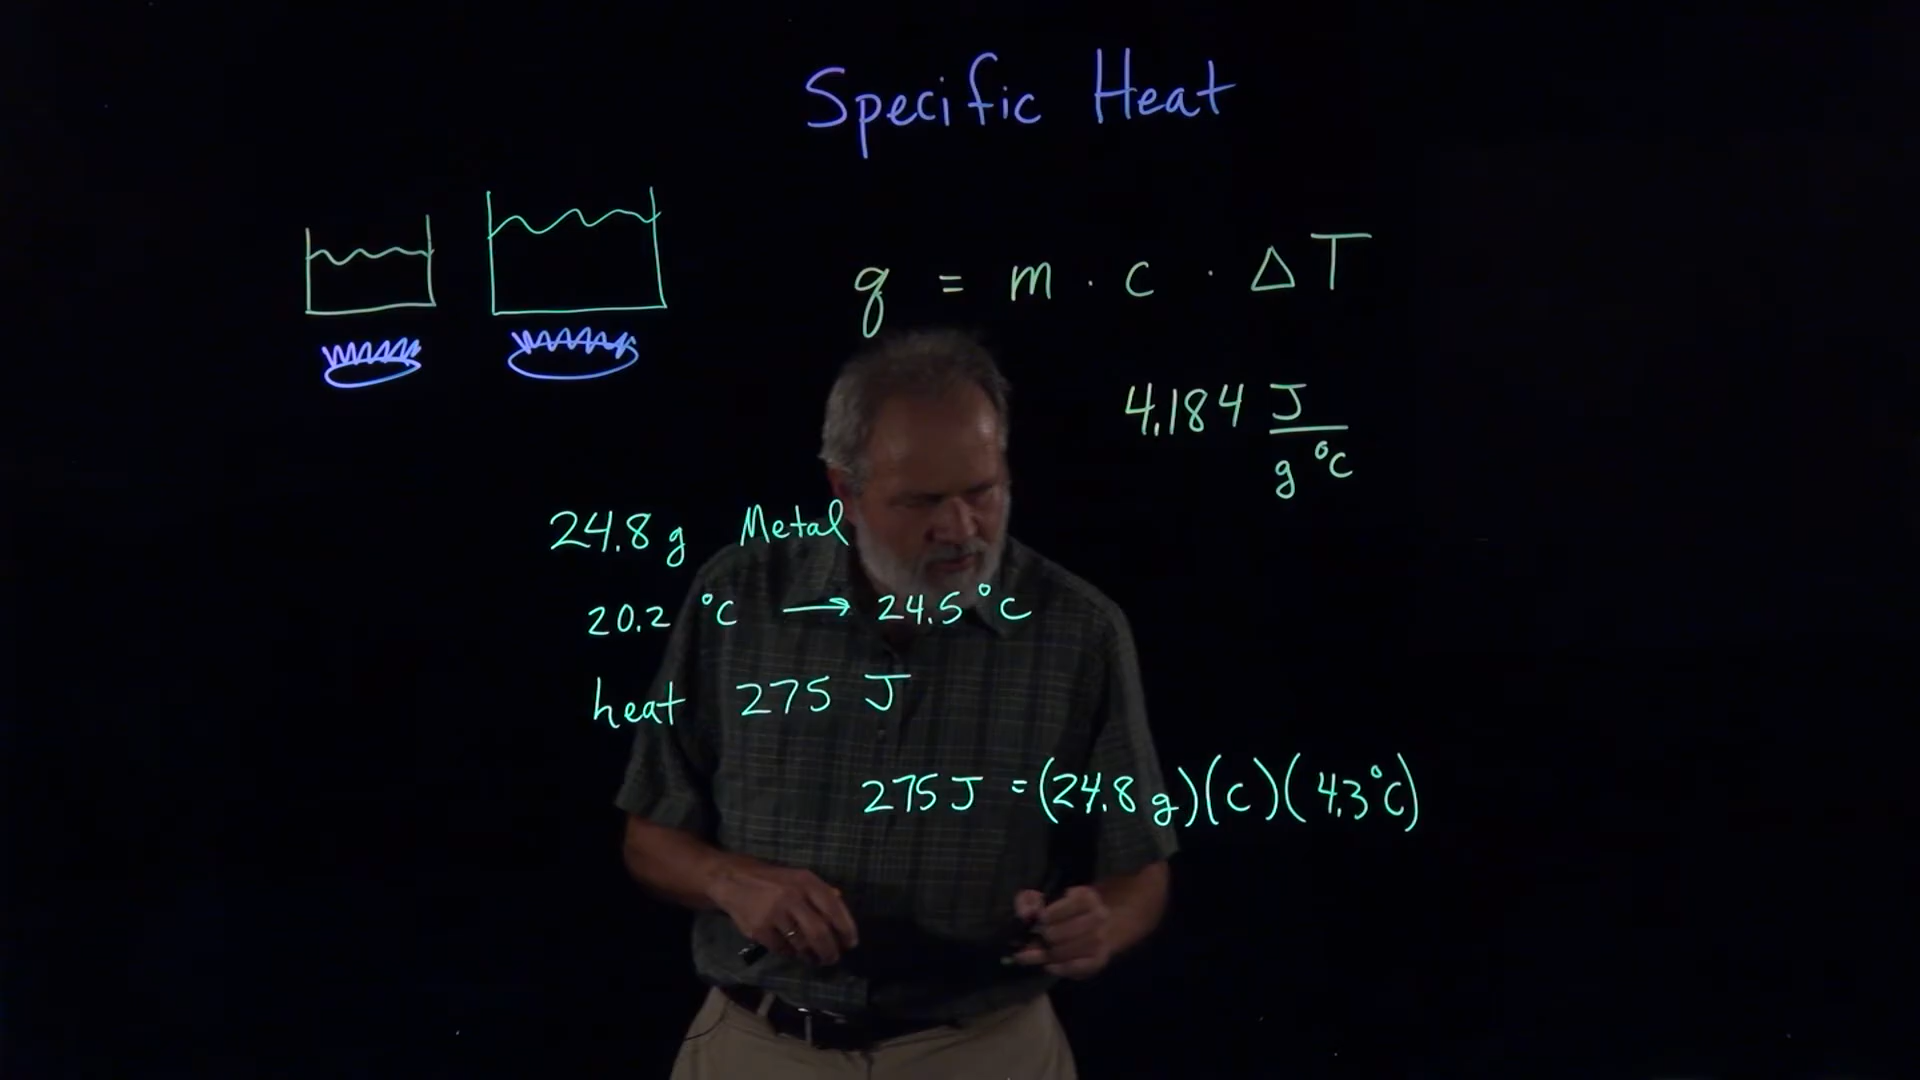 Specific Heat
q = m · c · ΔT
4.184 J
g °C
24.8 g Metal
20.2 °C → 24.5 °C
heat 275 J
275 J = (24.8 g)(c)(4.3°C)